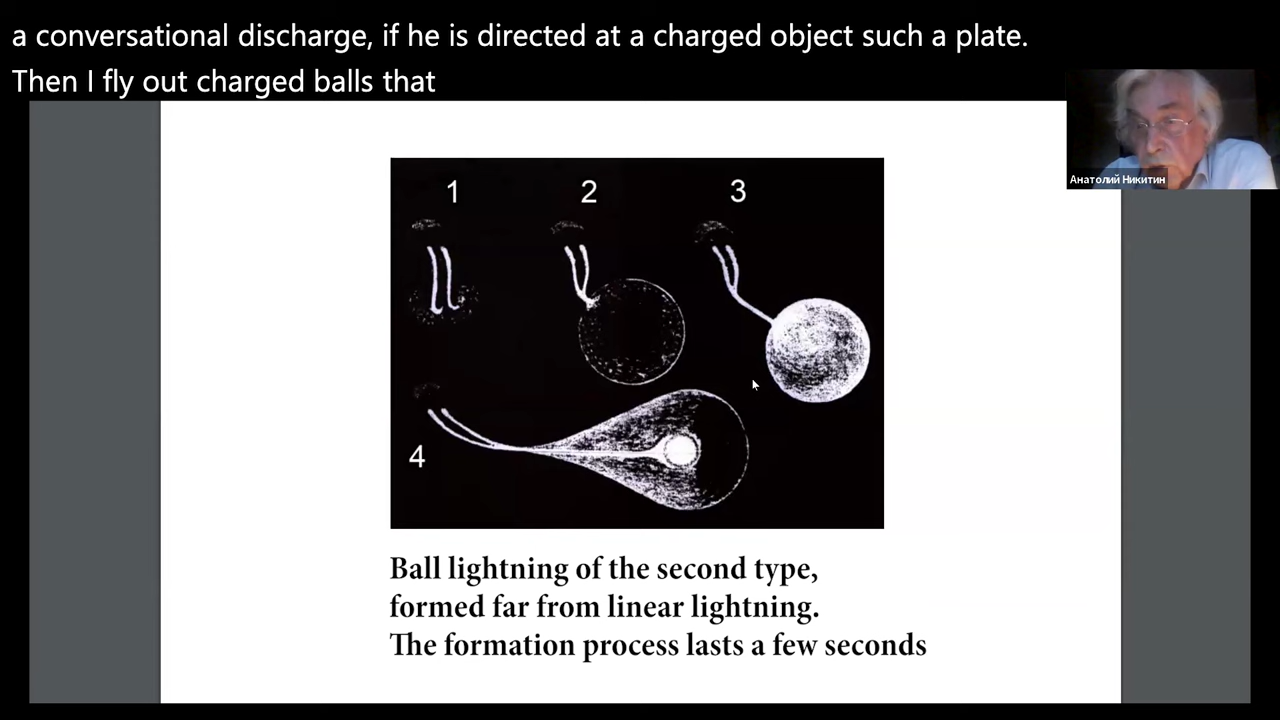 a conversational discharge, if he is directed at a charged object such a plate.
Then I fly out charged balls that
Анатолий Никитин
1 2 3
4
Ball lightning of the second type,
formed far from linear lightning.
The formation process lasts a few seconds